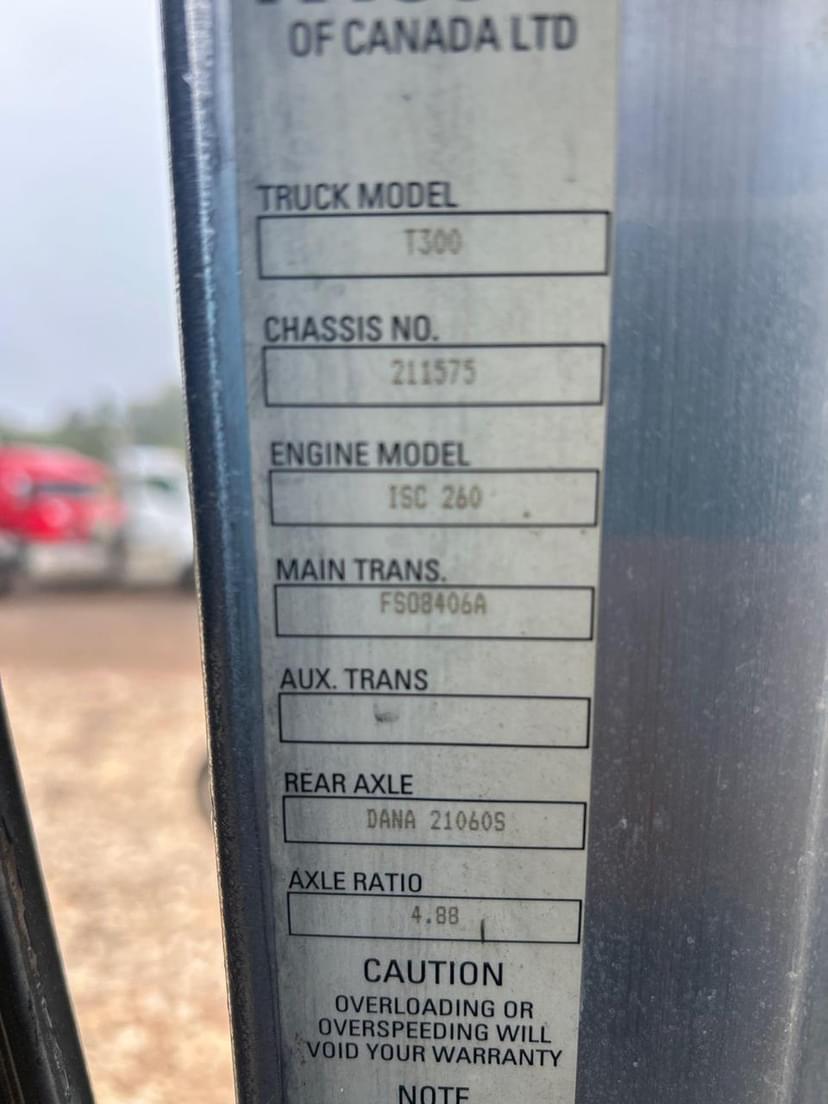 OF CANADA LTD
TRUCK MODEL
T300
CHASSIS NO.
211575
ENGINE MODEL
ISC 260
MAIN TRANS.
FSO8406A
AUX. TRANS
REAR AXLE
DANA 21060S
AXLE RATIO
4.88
CAUTION
OVERLOADING OR
OVERSPEEDING WILL
VOID YOUR WARRANTY
NOTE